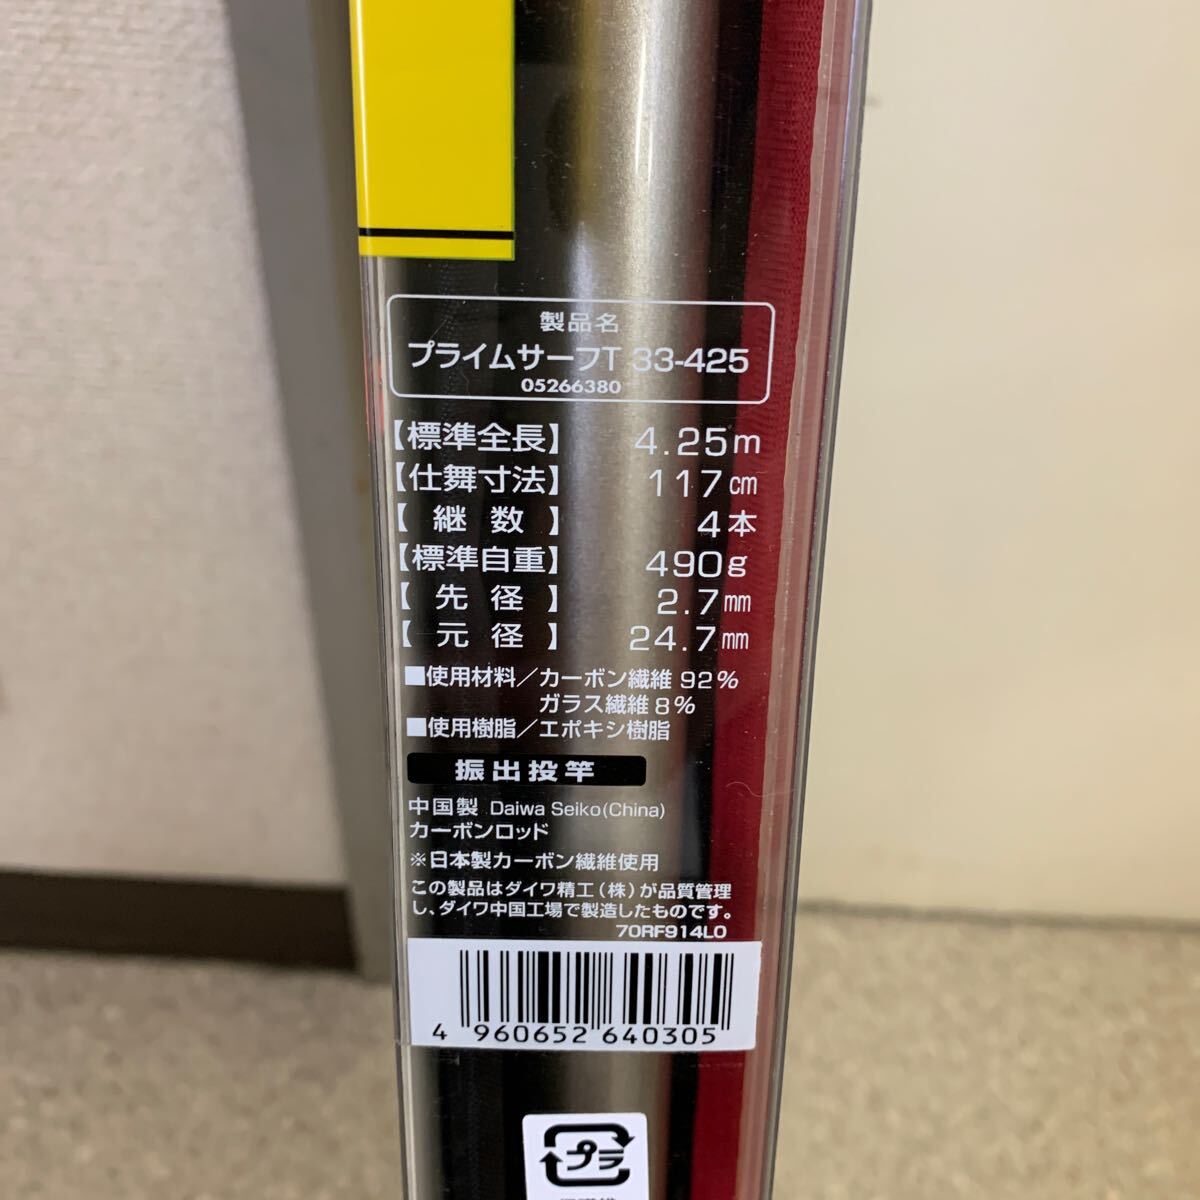 製品名
プライムサーフT 33-425
05266380
【標準全長】 4.25m
【仕舞寸法】 117cm
【 継 数 】 4本
【標準自重】 490g
【 先 径 】 2.7mm
【 元 径 】 24.7mm
■使用材料/カーボン繊維 92%
ガラス繊維 8%
■使用樹脂/エポキシ樹脂
振出投竿
中国製 Daiwa Seiko(China)
カーボンロッド
※日本製カーボン繊維使用
この製品はダイワ精工(株)が品質管理
し、ダイワ中国工場で製造したものです。
70RF914L0
4 960652 640305
プラ